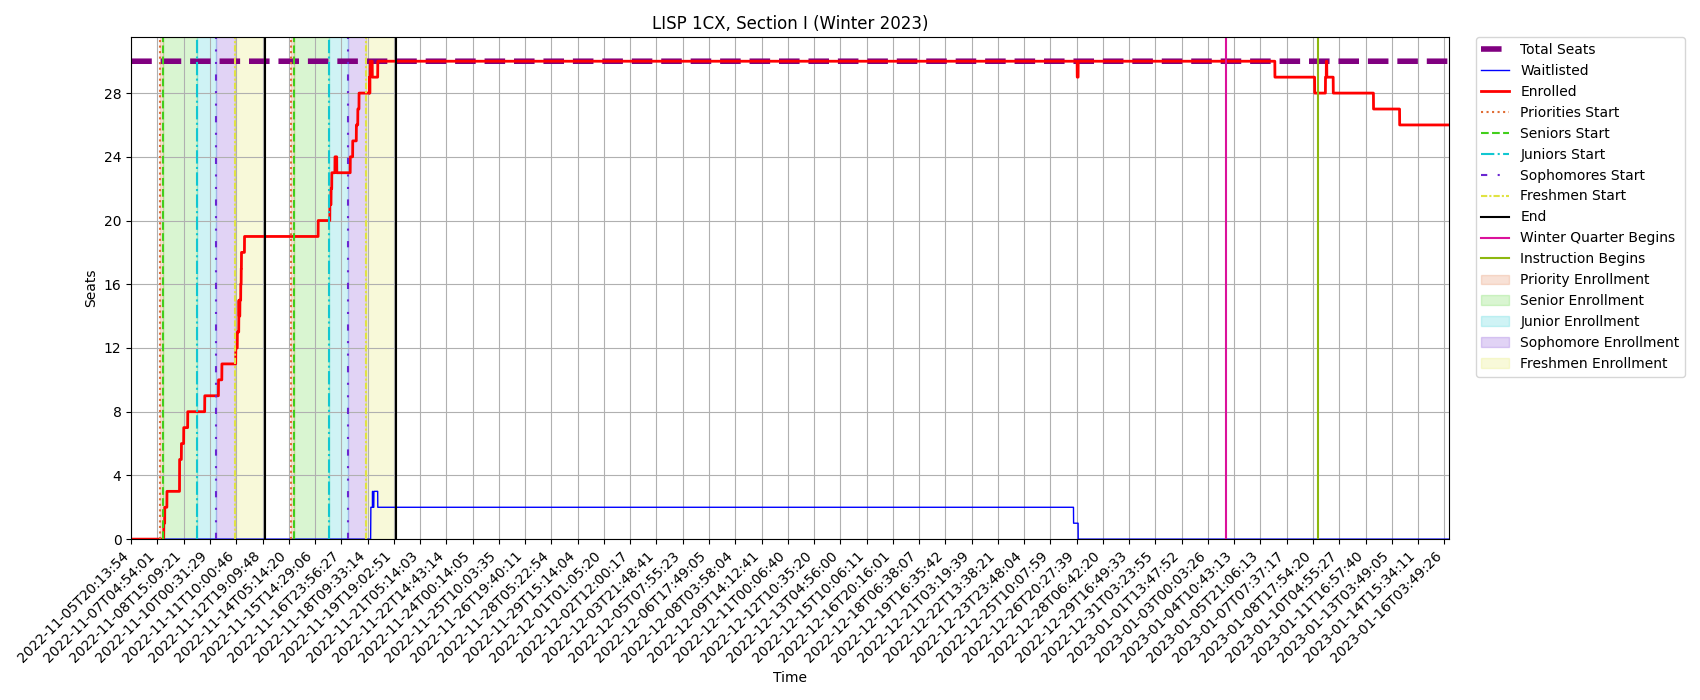 LISP 1CX, Section I (Winter 2023)
Total Seats
Waitlisted
Enrolled
Priorities Start
Seniors Start
Juniors Start
Sophomores Start
Freshmen Start
End
Winter Quarter Begins
Instruction Begins
Priority Enrollment
Senior Enrollment
Junior Enrollment
Sophomore Enrollment
Freshmen Enrollment
Seats
28
24
20
16
12
8
4
0
2022-11-05T20:13:54
2022-11-07T04:54:01
2022-11-08T15:09:21
2022-11-10T00:31:29
2022-11-11T10:00:46
2022-11-12T19:09:48
2022-11-14T05:14:20
2022-11-15T14:29:06
2022-11-16T23:56:27
2022-11-18T09:33:14
2022-11-19T19:02:51
2022-11-21T05:14:03
2022-11-22T14:43:14
2022-11-24T00:14:05
2022-11-25T10:03:35
2022-11-26T19:40:11
2022-11-28T05:22:54
2022-11-29T15:14:04
2022-12-01T01:05:20
2022-12-02T12:00:17
2022-12-03T21:48:41
2022-12-05T07:55:23
2022-12-06T17:49:05
2022-12-08T03:58:04
2022-12-09T14:12:41
2022-12-11T00:06:40
2022-12-12T10:35:20
2022-12-13T04:56:00
2022-12-15T10:06:11
2022-12-16T20:16:01
2022-12-18T06:38:07
2022-12-19T16:35:42
2022-12-21T03:19:39
2022-12-22T13:38:21
2022-12-23T23:48:04
2022-12-25T10:07:59
2022-12-26T20:27:39
2022-12-28T06:42:20
2022-12-29T16:49:33
2022-12-31T03:23:55
2023-01-01T13:47:52
2023-01-03T00:03:26
2023-01-04T10:43:13
2023-01-05T21:06:13
2023-01-07T07:37:17
2023-01-08T17:54:20
2023-01-10T04:55:27
2023-01-11T16:57:40
2023-01-13T03:49:05
2023-01-14T15:34:11
2023-01-16T03:49:26
Time